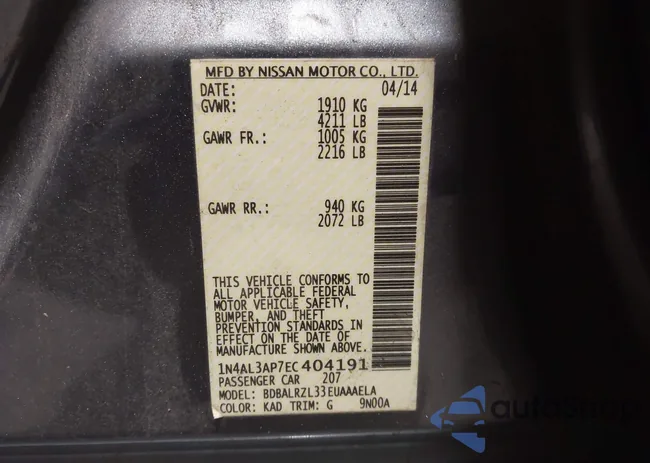 MFD BY NISSAN MOTOR CO., LTD.
DATE: 04/14
GVWR: 1910 KG
4211 LB
GAWR FR.: 1005 KG
2216 LB
GAWR RR.: 940 KG
2072 LB
THIS VEHICLE CONFORMS TO
ALL APPLICABLE FEDERAL
MOTOR VEHICLE SAFETY,
BUMPER, AND THEFT
PREVENTION STANDARDS IN
EFFECT ON THE DATE OF
MANUFACTURE SHOWN ABOVE.
1N4AL3AP7EC404191
PASSENGER CAR 207
MODEL: BDBALRZL33EUAAAELA
COLOR: KAD TRIM: G 9N00A